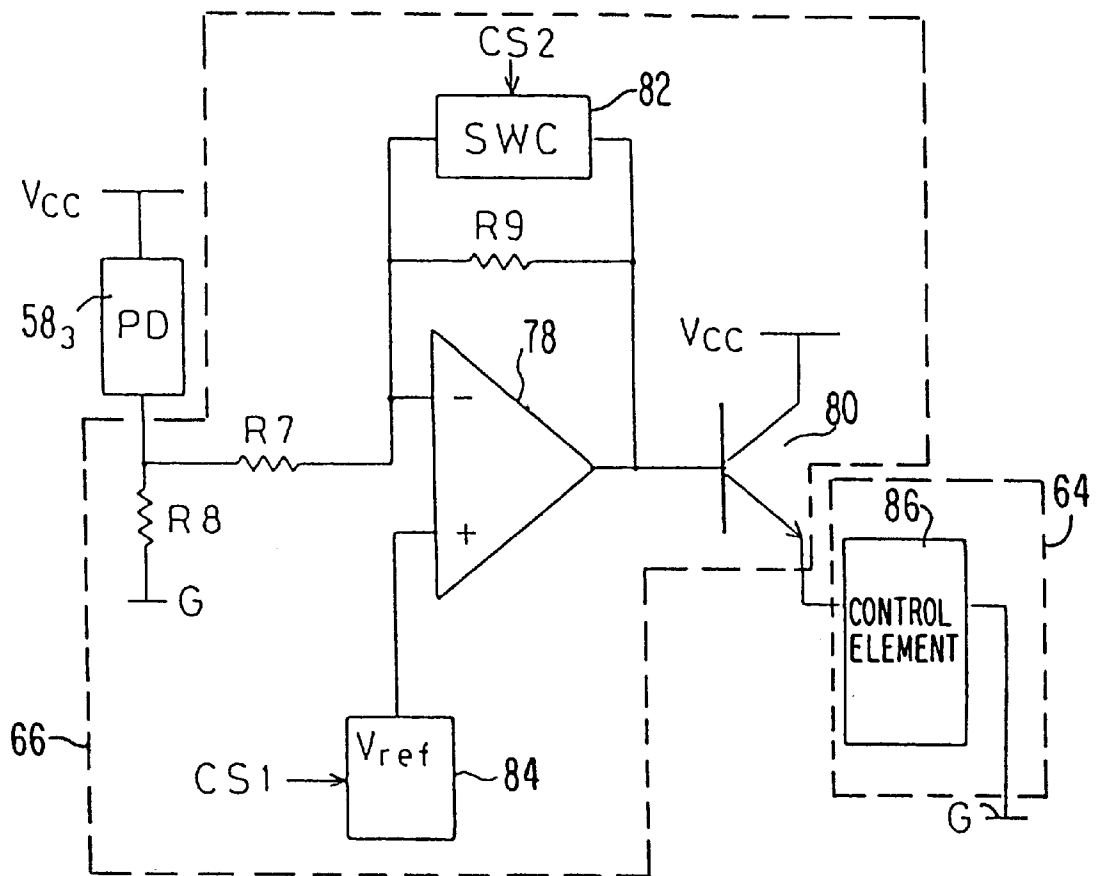 CS2
82
SWC
VCC
R9
583
PD
78
VCC
R7
-
80
R8
+
86
64
G
CONTROL
ELEMENT
66
Vref
CS1
84
G